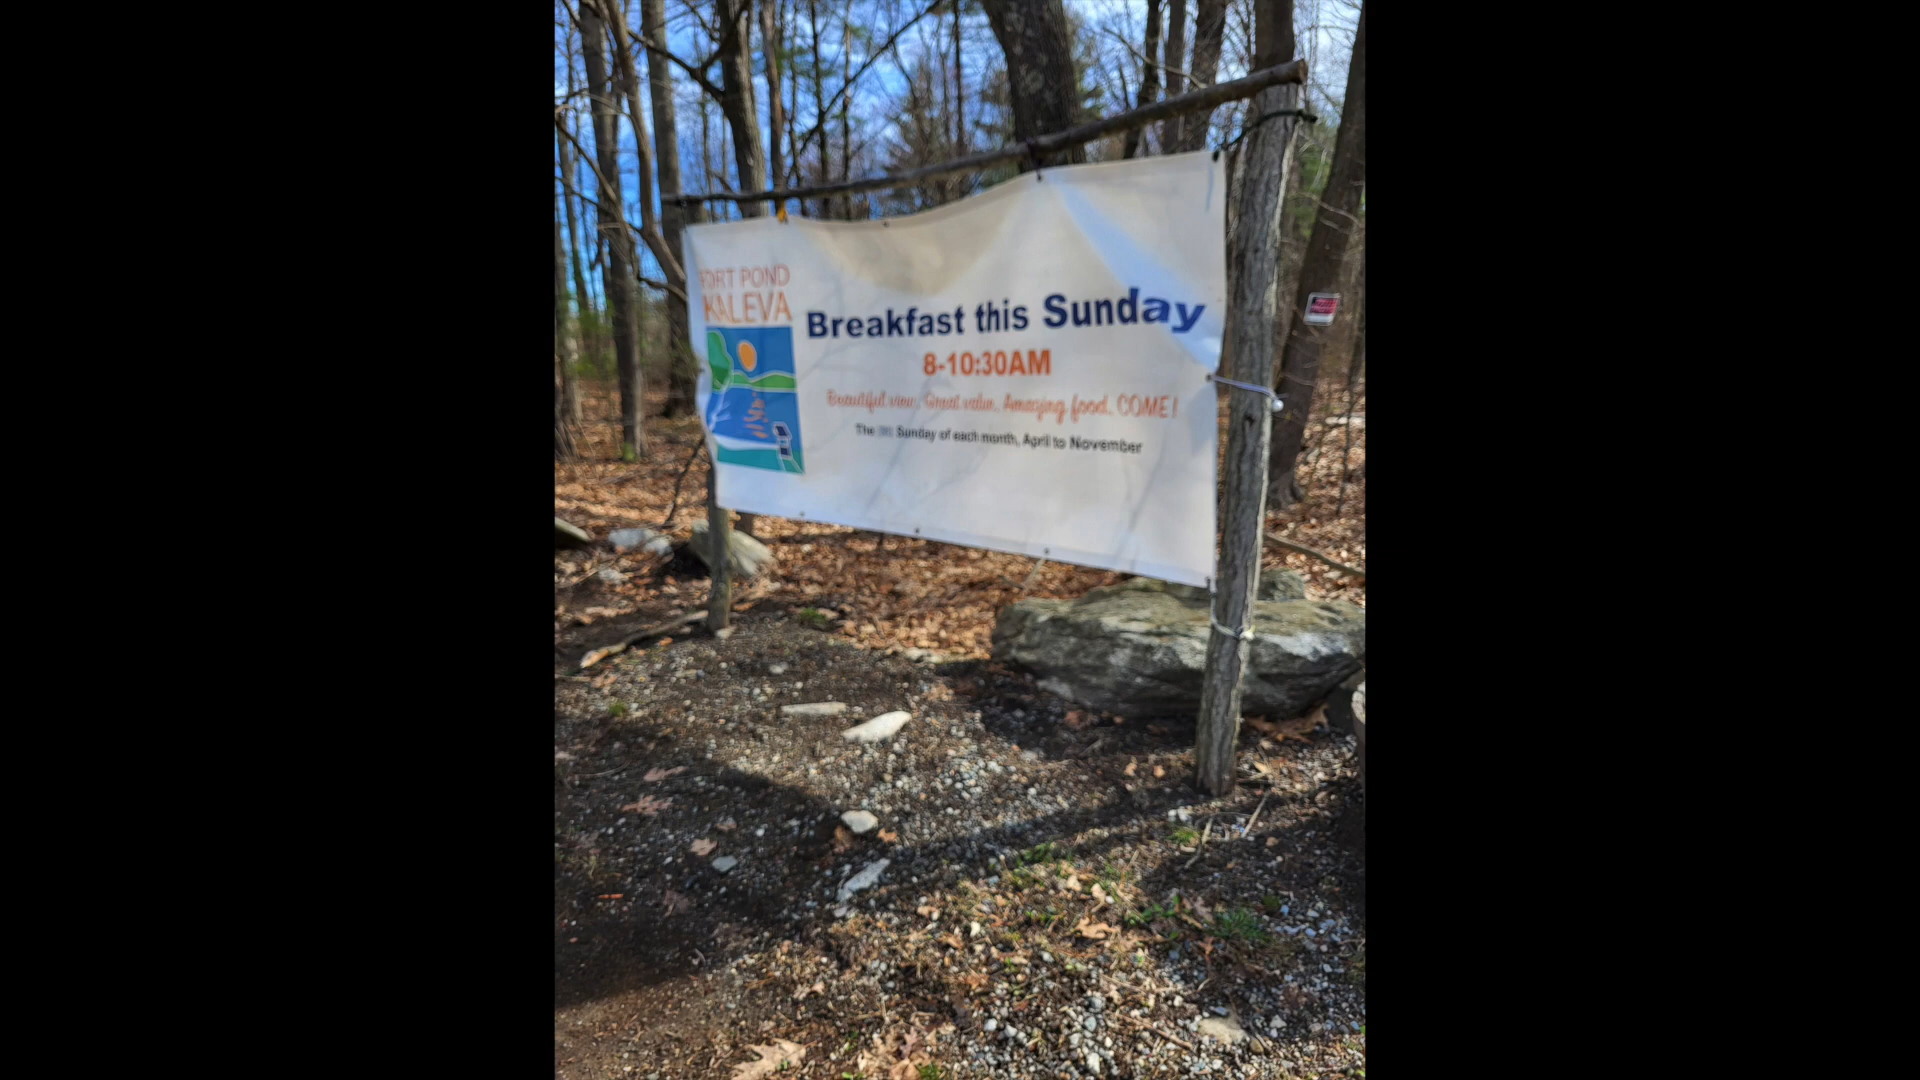 FORT POND
KALEVA
Breakfast this Sunday
8-10:30AM
Beautiful view, Great value, Amazing food, COME!
The Sunday of each month, April to November